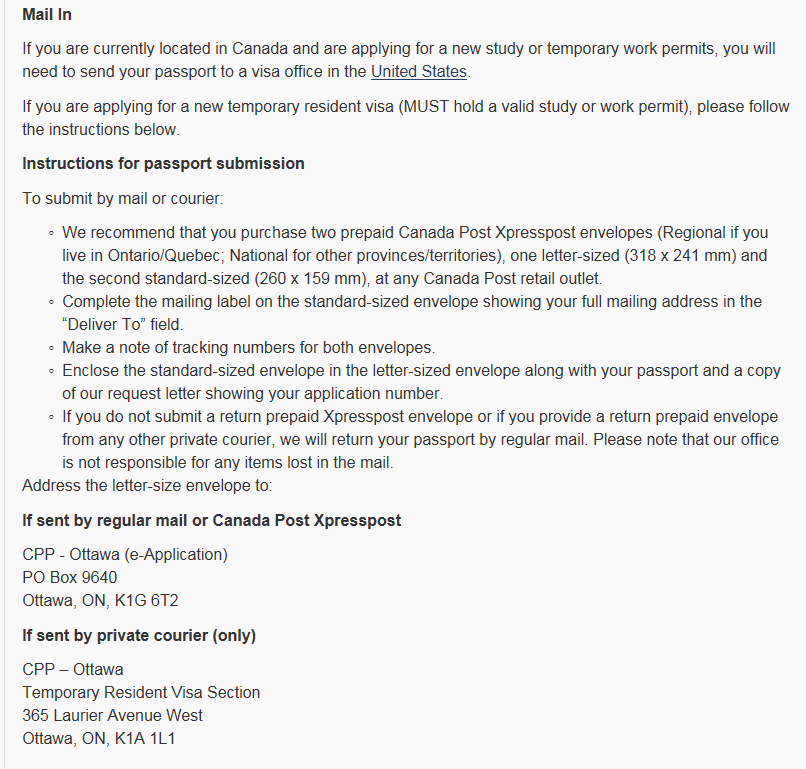 Mail In
If you are currently located in Canada and are applying for a new study or temporary work permits, you will
need to send your passport to a visa office in the United States.
If you are applying for a new temporary resident visa (MUST hold a valid study or work permit), please follow
the instructions below.
Instructions for passport submission
To submit by mail or courier:
◦ We recommend that you purchase two prepaid Canada Post Xpresspost envelopes (Regional if you
live in Ontario/Quebec; National for other provinces/territories), one letter-sized (318 x 241 mm) and
the second standard-sized (260 x 159 mm), at any Canada Post retail outlet.
◦ Complete the mailing label on the standard-sized envelope showing your full mailing address in the
“Deliver To” field.
◦ Make a note of tracking numbers for both envelopes.
◦ Enclose the standard-sized envelope in the letter-sized envelope along with your passport and a copy
of our request letter showing your application number.
◦ If you do not submit a return prepaid Xpresspost envelope or if you provide a return prepaid envelope
from any other private courier, we will return your passport by regular mail. Please note that our office
is not responsible for any items lost in the mail.
Address the letter-size envelope to:
If sent by regular mail or Canada Post Xpresspost
CPP - Ottawa (e-Application)
PO Box 9640
Ottawa, ON, K1G 6T2
If sent by private courier (only)
CPP – Ottawa
Temporary Resident Visa Section
365 Laurier Avenue West
Ottawa, ON, K1A 1L1